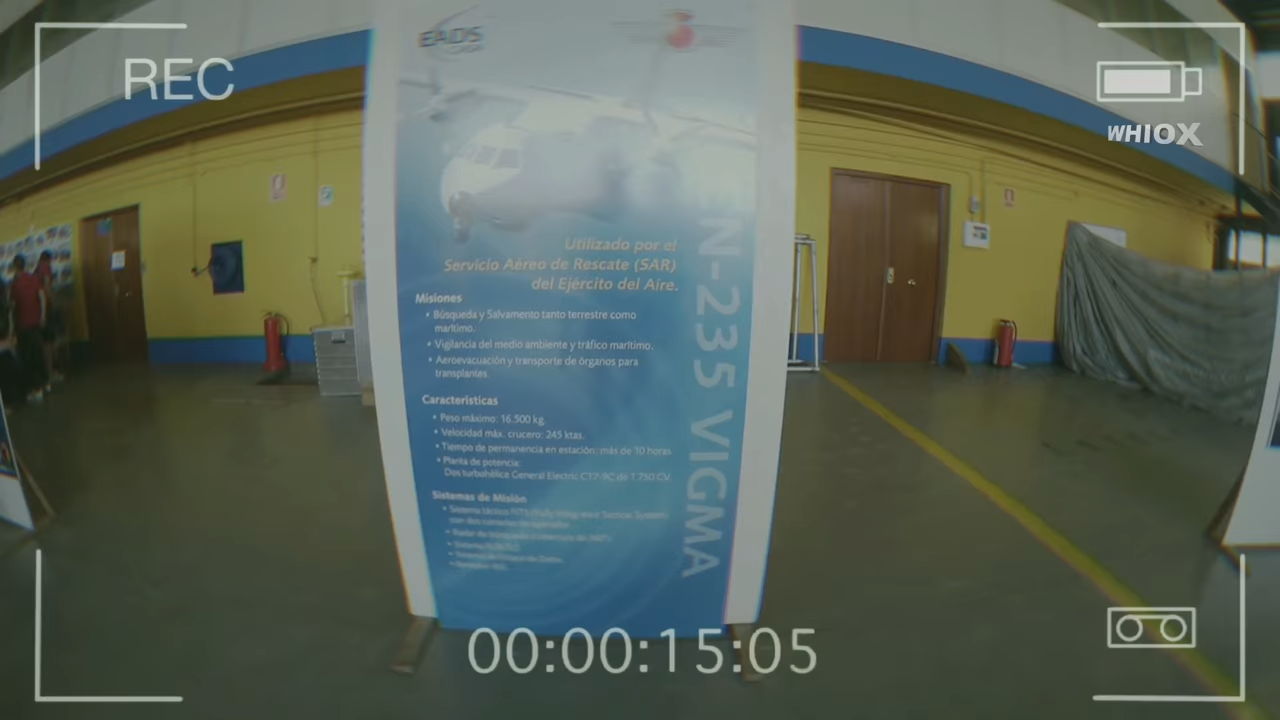 REC
WHIOX
EADS
CASA
Utilizado por el
Servicio Aéreo de Rescate (SAR)
del Ejército del Aire.
Misiones
• Búsqueda y Salvamento tanto terrestre como
marítimo.
• Vigilancia del medio ambiente y tráfico marítimo.
• Aeroevacuación y transporte de órganos para
transplantes.
Características
• Peso máximo: 16.500 kg.
• Velocidad máx. crucero: 245 ktas.
• Tiempo de permanencia en estación: más de 10 horas
• Planta de potencia:
Dos turbohélice General Electric CT7-9C de 1.750 CV.
Sistemas de Misión
N-235 VIGMA
00:00:15:05